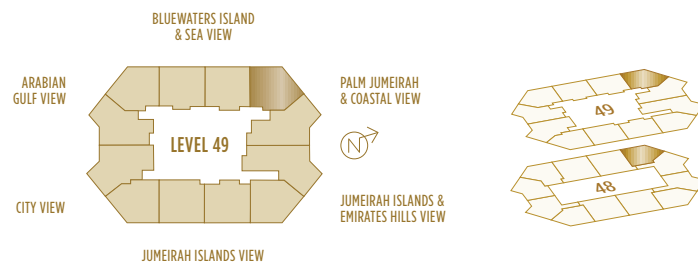 BLUEWATERS ISLAND
& SEA VIEW
ARABIAN
GULF VIEW
PALM JUMEIRAH
& COASTAL VIEW
LEVEL 49
N
CITY VIEW
JUMEIRAH ISLANDS &
EMIRATES HILLS VIEW
JUMEIRAH ISLANDS VIEW
49
48